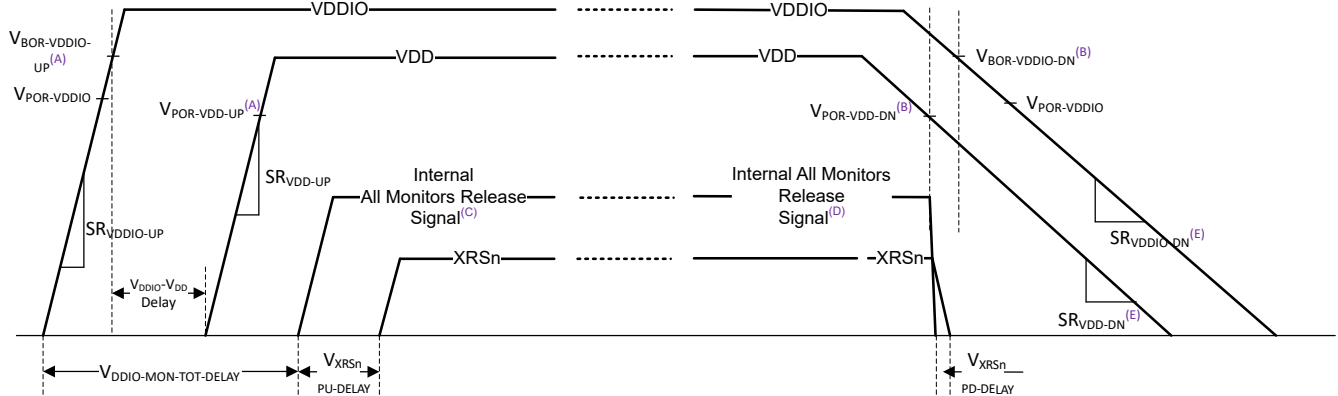 VDDIO
VDDIO
VBOR-VDDIO-
UP(A)
VDD
VDD
VBOR-VDDIO-DN(B)
VPOR-VDDIO
VPOR-VDD-UP(A)
VPOR-VDD-DN(B)
VPOR-VDDIO
SRVDD-UP
Internal
All Monitors Release
Signal(C)
Internal All Monitors
Release
Signal(D)
SRVDDIO-UP
SRVDDIO-DN(E)
XRSn
XRSn
VDDIO-VDD
Delay
SRVDD-DN(E)
VDDIO-MON-TOT-DELAY
VXRSn
PU-DELAY
VXRSn
PD-DELAY